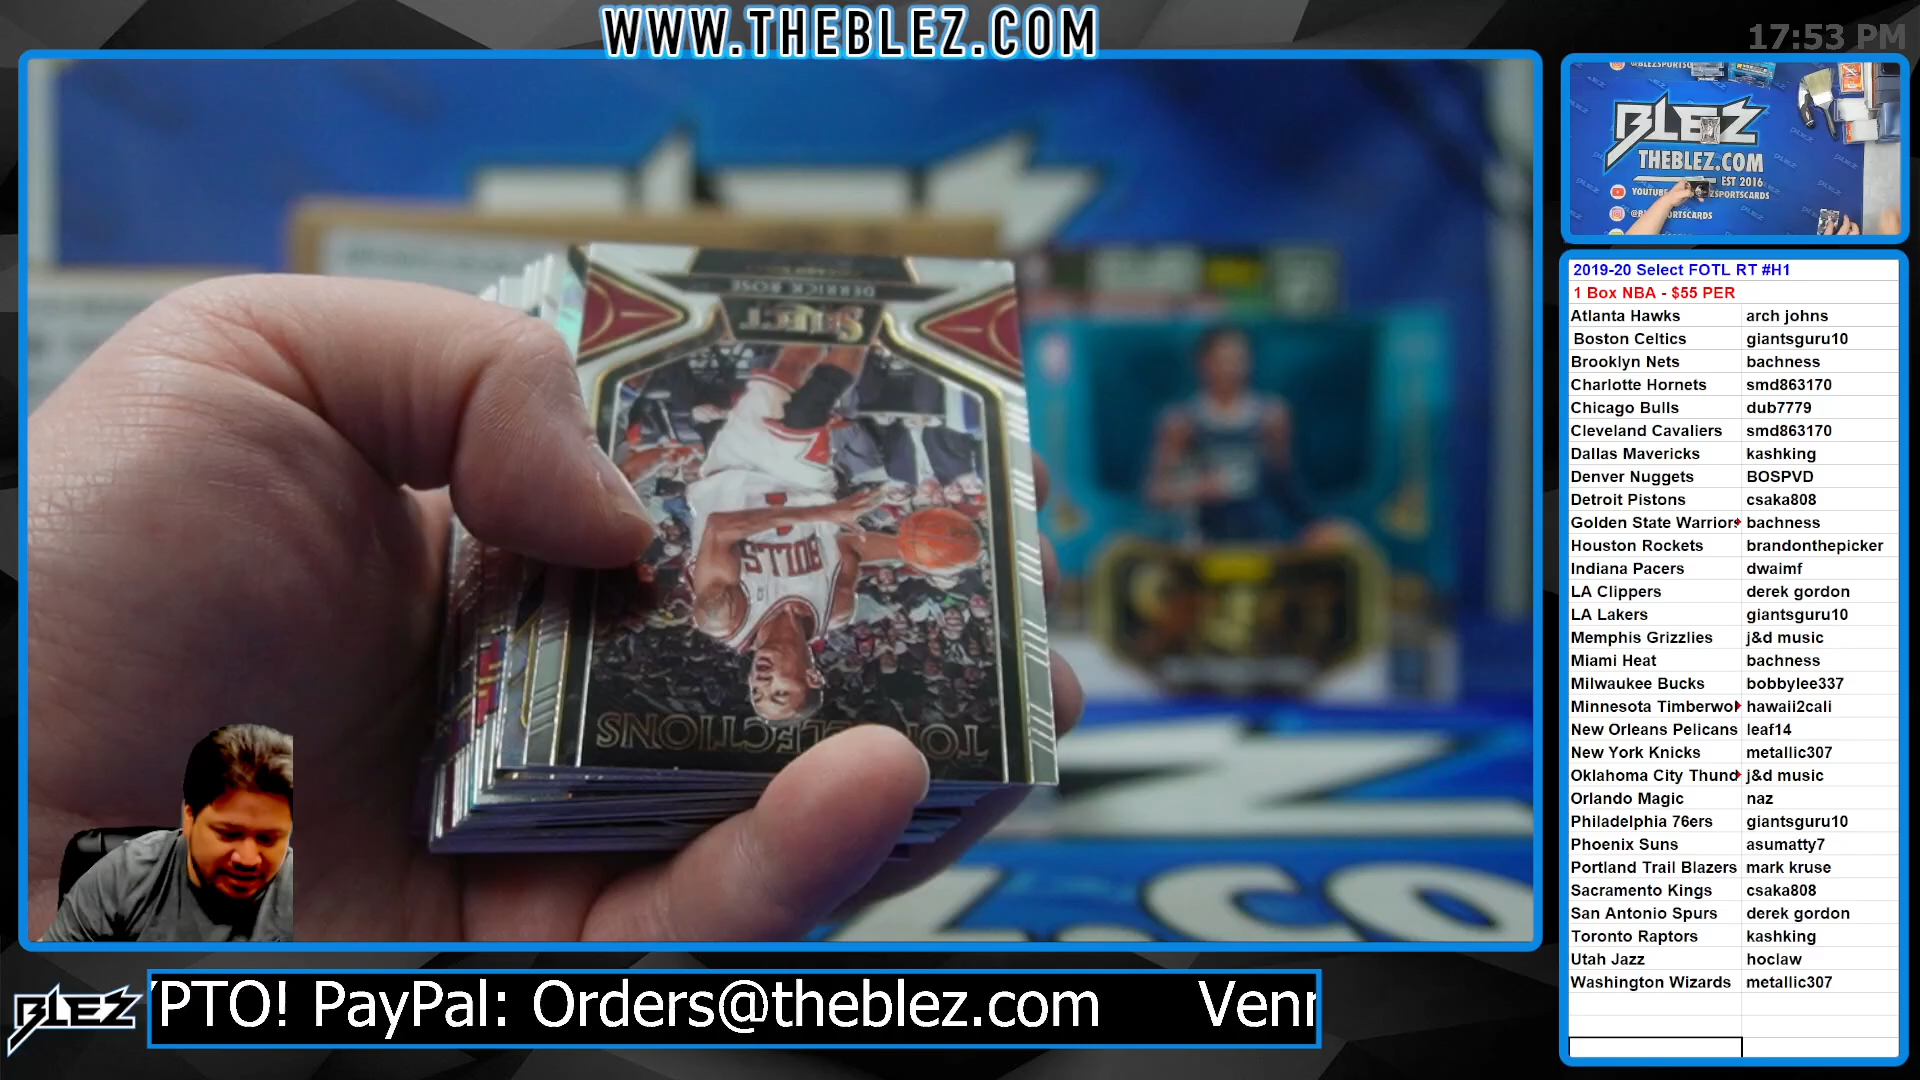 WWW.THEBLEZ.COM
17:53 PM
BLEZ
THEBLEZ.COM
EST 2016
DERRICK ROSE
SELECT
BULLS
2019-20 Select FOTL RT #H1
1 Box NBA - $55 PER
Atlanta Hawks arch johns
Boston Celtics giantsguru10
Brooklyn Nets bachness
Charlotte Hornets smd863170
Chicago Bulls dub7779
Cleveland Cavaliers smd863170
Dallas Mavericks kashking
Denver Nuggets BOSPVD
Detroit Pistons csaka808
Golden State Warriors bachness
Houston Rockets brandonthepicker
Indiana Pacers dwaimf
LA Clippers derek gordon
LA Lakers giantsguru10
Memphis Grizzlies j&d music
Miami Heat bachness
Milwaukee Bucks bobbylee337
Minnesota Timberwol hawaii2cali
New Orleans Pelicans leaf14
New York Knicks metallic307
Oklahoma City Thund j&d music
Orlando Magic naz
Philadelphia 76ers giantsguru10
Phoenix Suns asumatty7
Portland Trail Blazers mark kruse
Sacramento Kings csaka808
San Antonio Spurs derek gordon
Toronto Raptors kashking
Utah Jazz hoclaw
Washington Wizards metallic307
BLEZ
PTO! PayPal: Orders@theblez.com Venr